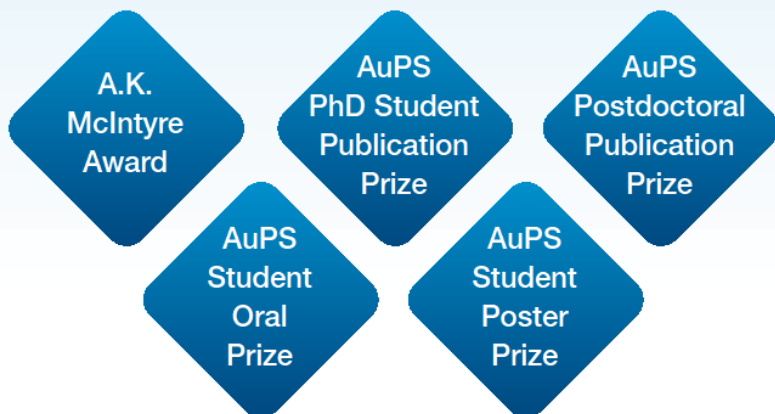 A.K.
McIntyre
Award
AuPS
PhD Student
Publication
Prize
AuPS
Postdoctoral
Publication
Prize
AuPS
Student
Oral
Prize
AuPS
Student
Poster
Prize